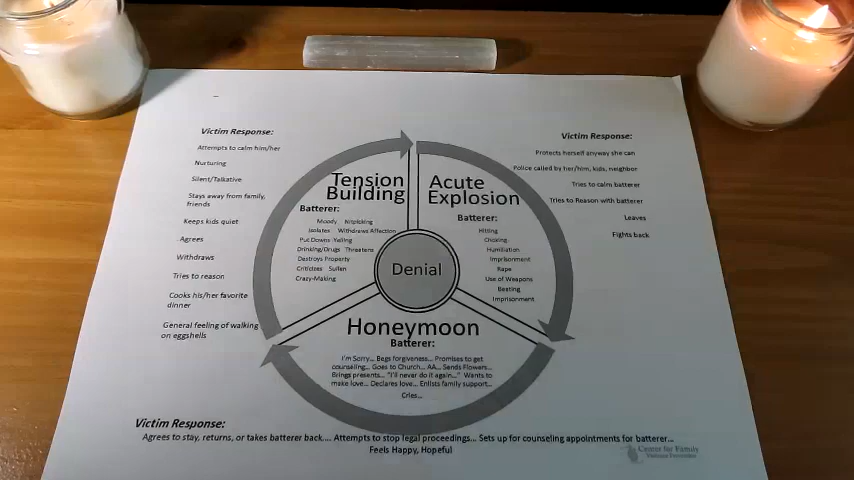 Victim Response:
Attempts to calm him/her
Nurturing
Silent/Talkative
Stays away from family,
friends
Keeps kids quiet
Agrees
Withdraws
Tries to reason
Cooks his/her favorite
dinner
General feeling of walking
on eggshells
Tension
Building
Batterer:
Moody Nitpicking
Isolates Withdraws Affection
Put Downs Yelling
Drinking/Drugs Threatens
Destroys Property
Criticizes Sullen
Crazy-Making
Acute
Explosion
Batterer:
Hitting
Choking
Humiliation
Imprisonment
Rape
Use of Weapons
Beating
Imprisonment
Victim Response:
Protects herself anyway she can
Police called by her/him, kids, neighbor
Tries to calm batterer
Tries to Reason with batterer
Leaves
Fights back
Denial
Honeymoon
Batterer:
I'm Sorry... Begs forgiveness... Promises to get
counseling... Goes to Church... AA... Sends Flowers...
Brings presents... "I'll never do it again..." Wants to
make love... Declares love... Enlists family support...
Cries...
Victim Response:
Agrees to stay, returns, or takes batterer back.... Attempts to stop legal proceedings... Sets up for counseling appointments for batterer...
Feels Happy, Hopeful
Center for Family
Violence Prevention